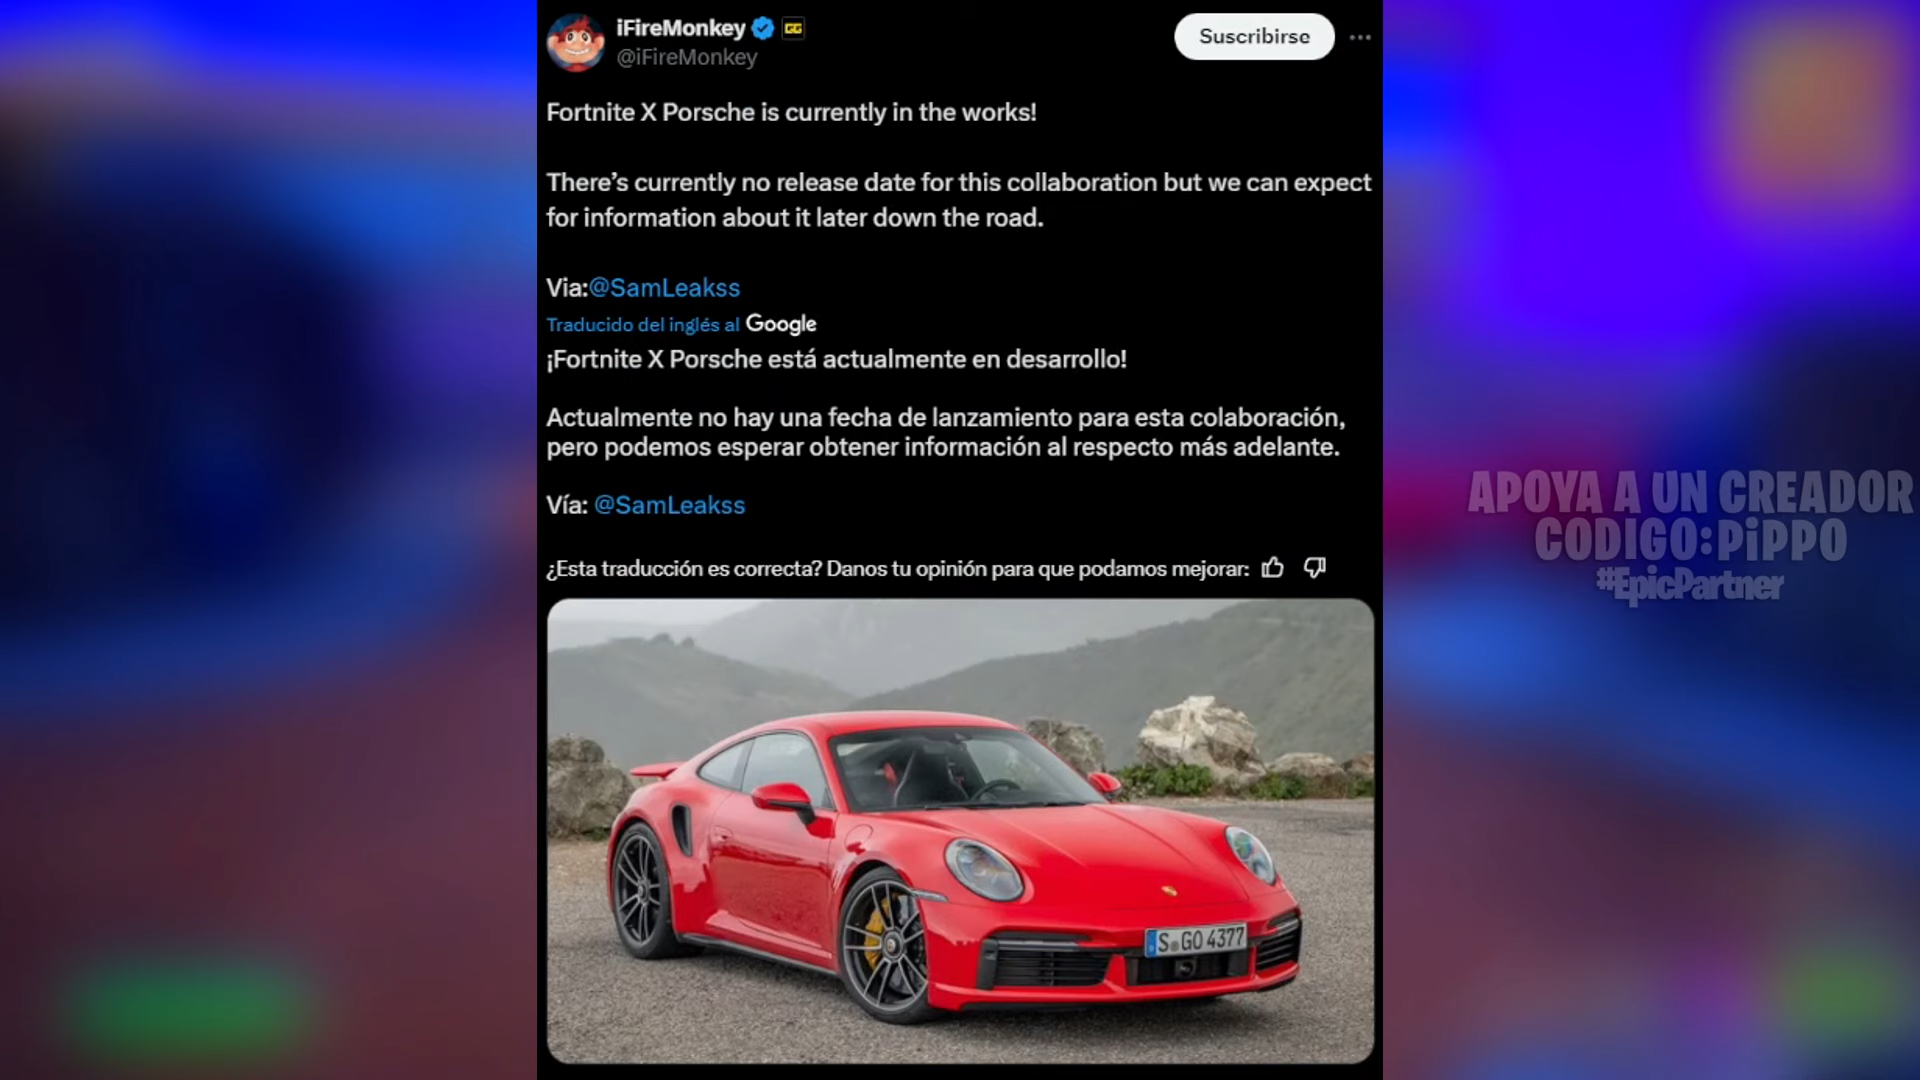 iFireMonkey
@iFireMonkey
Suscribirse
Fortnite X Porsche is currently in the works!
There’s currently no release date for this collaboration but we can expect
for information about it later down the road.
Via:@SamLeakss
Traducido del inglés al Google
¡Fortnite X Porsche está actualmente en desarrollo!
Actualmente no hay una fecha de lanzamiento para esta colaboración,
pero podemos esperar obtener información al respecto más adelante.
Vía: @SamLeakss
¿Esta traducción es correcta? Danos tu opinión para que podamos mejorar:
S GO 4377
APOYA A UN CREADOR
CODIGO:PiPPO
#EpicPartner